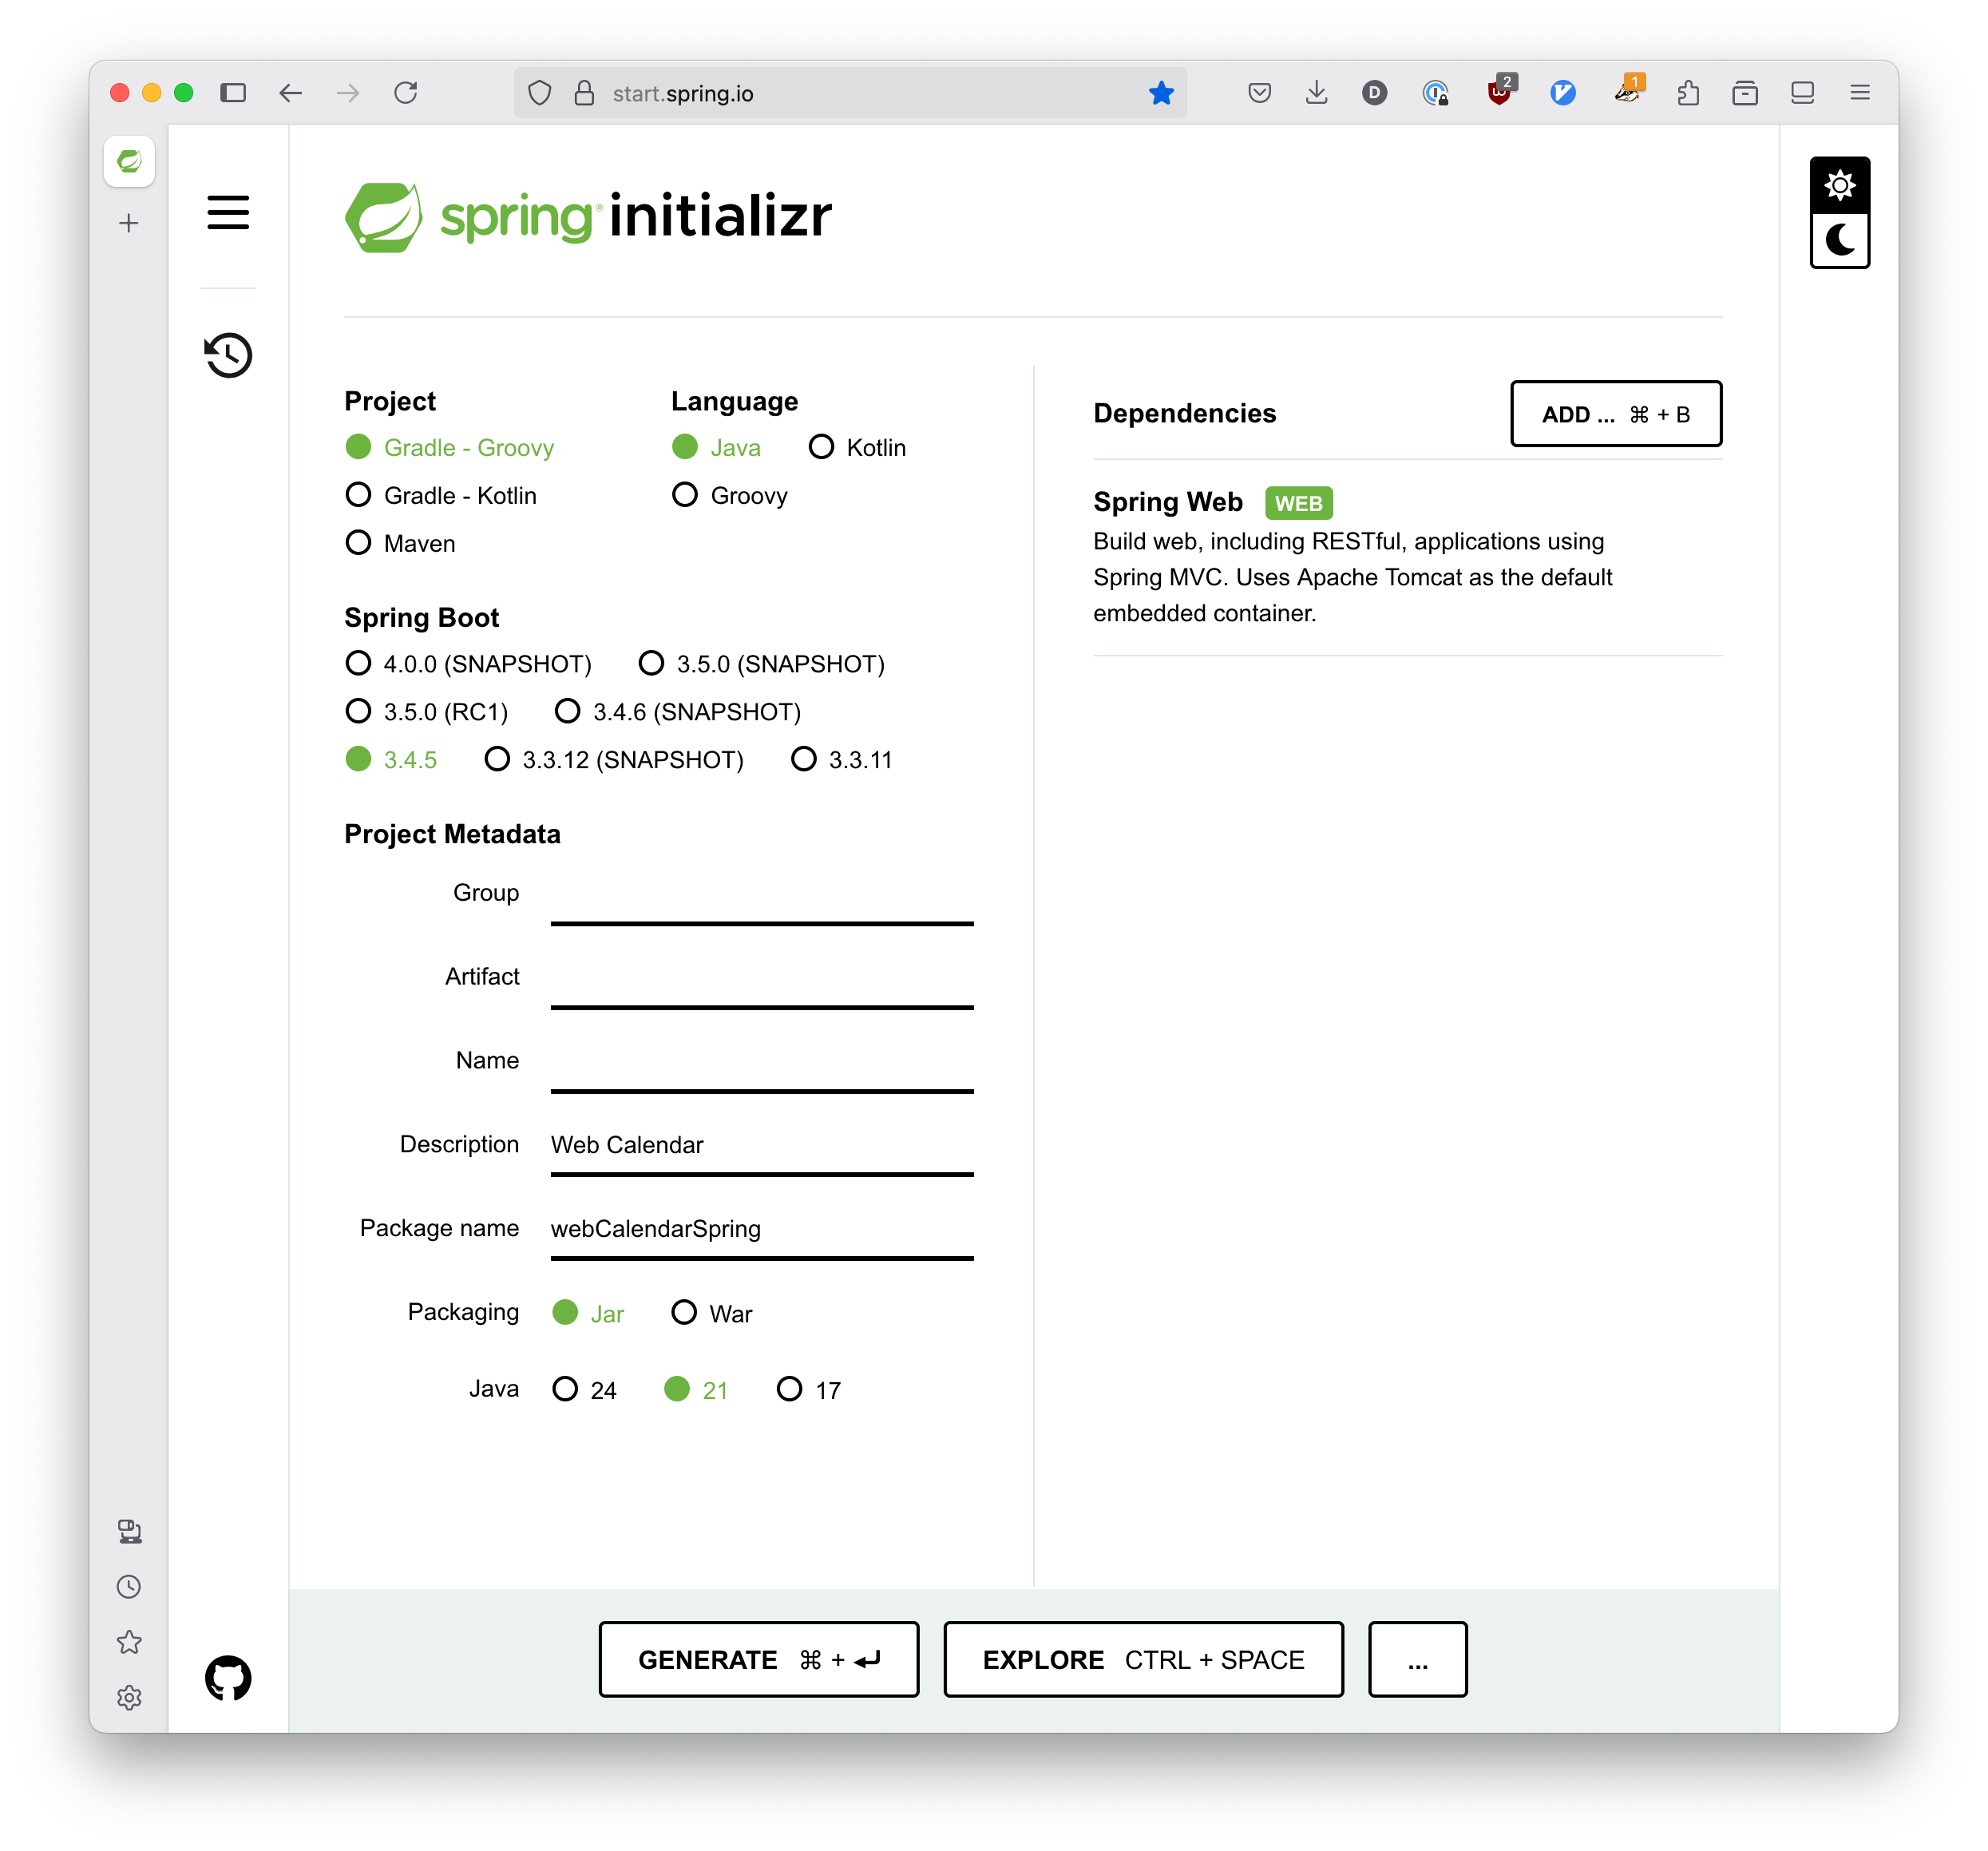 start.spring.io
D
2
1
spring® initializr
Project
Gradle - Groovy
Gradle - Kotlin
Maven
Language
Java Kotlin
Groovy
Spring Boot
4.0.0 (SNAPSHOT) 3.5.0 (SNAPSHOT)
3.5.0 (RC1) 3.4.6 (SNAPSHOT)
3.4.5 3.3.12 (SNAPSHOT) 3.3.11
Project Metadata
Group
Artifact
Name
Description Web Calendar
Package name webCalendarSpring
Packaging Jar War
Java 24 21 17
Dependencies
ADD ... ⌘ + B
Spring Web WEB
Build web, including RESTful, applications using
Spring MVC. Uses Apache Tomcat as the default
embedded container.
GENERATE ⌘ + ⏎
EXPLORE CTRL + SPACE
...